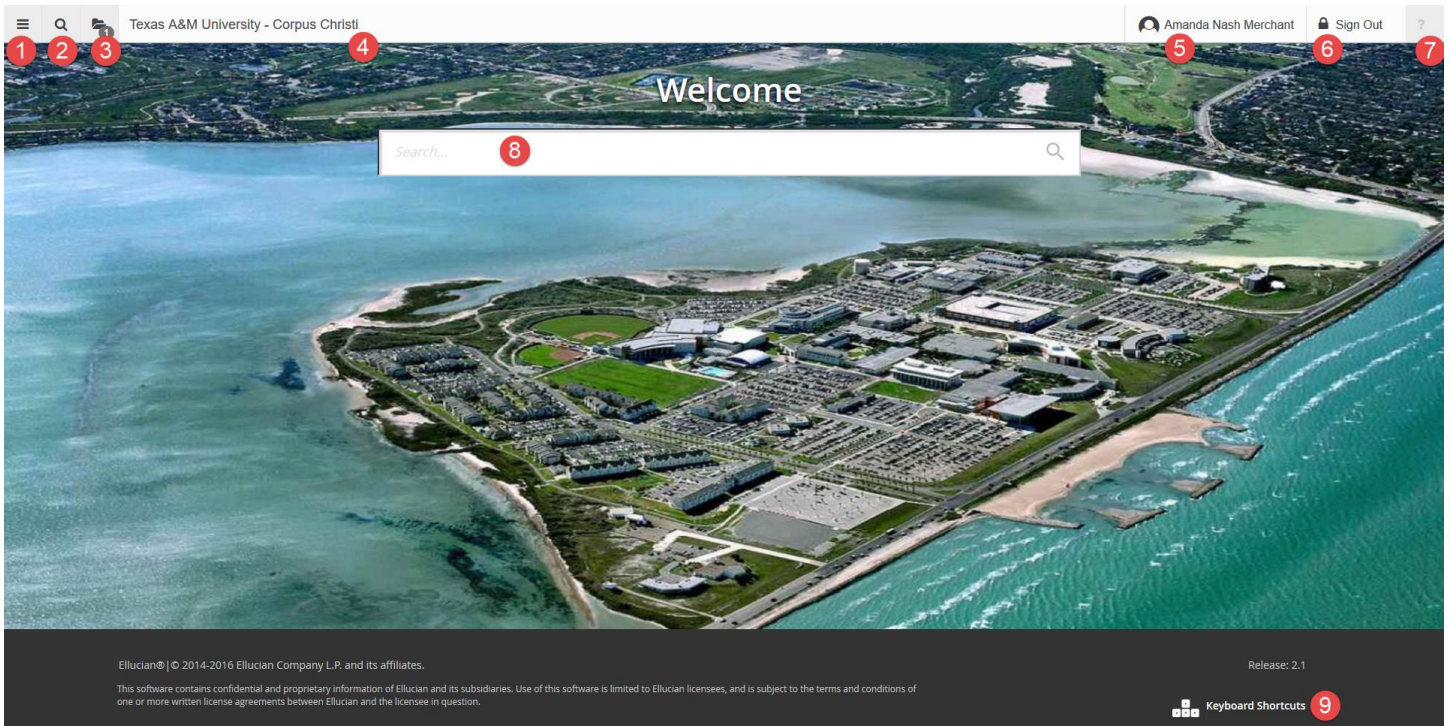 1 Texas A&M University - Corpus Christi Amanda Nash Merchant Sign Out ?
1 2 3 4 5 6 7
Welcome
Search... 8
Ellucian®|© 2014-2016 Ellucian Company L.P. and its affiliates. Release: 2.1
This software contains confidential and proprietary information of Ellucian and its subsidiaries. Use of this software is limited to Ellucian licensees, and is subject to the terms and conditions of
one or more written license agreements between Ellucian and the licensee in question.
Keyboard Shortcuts 9